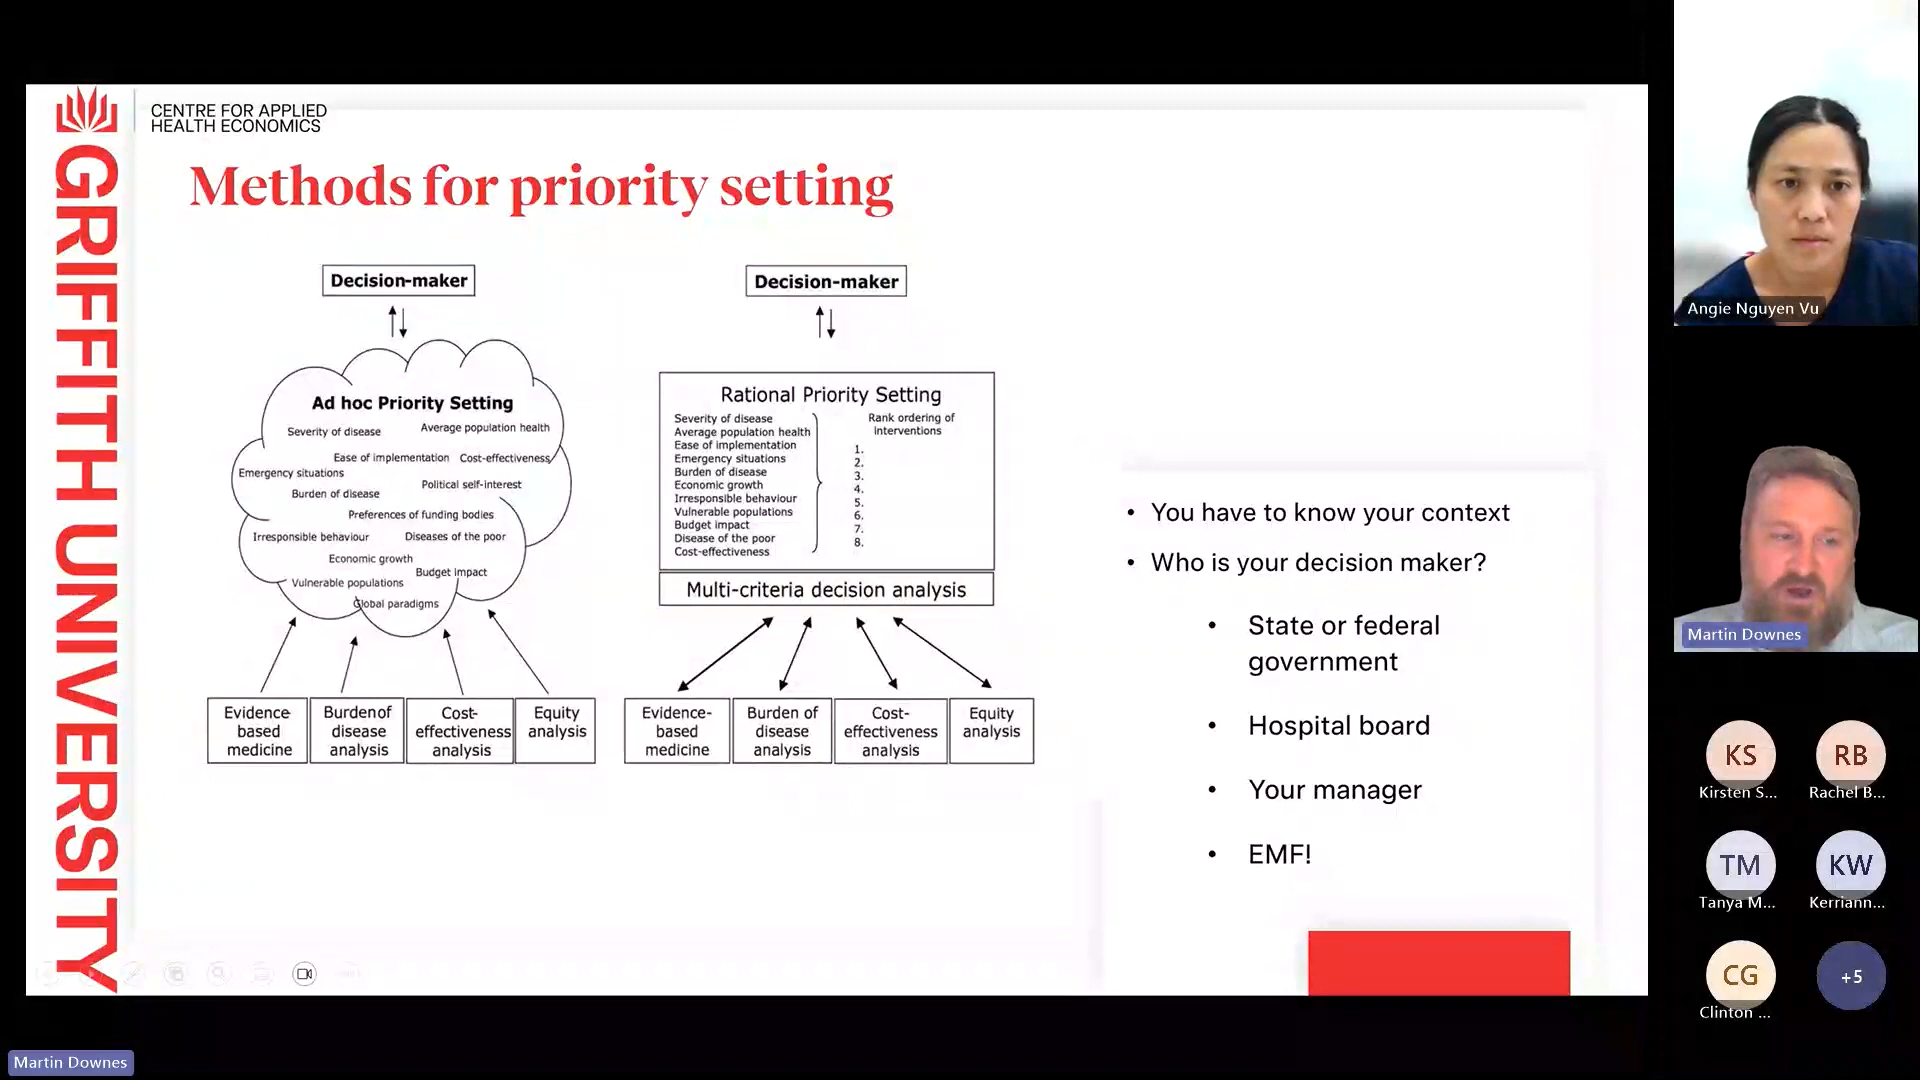 GRIFFITH UNIVERSITY
CENTRE FOR APPLIED
HEALTH ECONOMICS
Methods for priority setting
Decision-maker
Ad hoc Priority Setting
Severity of disease
Average population health
Ease of implementation
Cost-effectiveness
Emergency situations
Political self-interest
Burden of disease
Preferences of funding bodies
Irresponsible behaviour
Diseases of the poor
Economic growth
Budget impact
Vulnerable populations
Global paradigms
Evidence-
based
medicine
Burden of
disease
analysis
Cost-
effectiveness
analysis
Equity
analysis
Decision-maker
Rational Priority Setting
Severity of disease
Average population health
Ease of implementation
Emergency situations
Burden of disease
Economic growth
Irresponsible behaviour
Vulnerable populations
Budget impact
Disease of the poor
Cost-effectiveness
Rank ordering of
interventions
1.
2.
3.
4.
5.
6.
7.
8.
Multi-criteria decision analysis
Evidence-
based
medicine
Burden of
disease
analysis
Cost-
effectiveness
analysis
Equity
analysis
• You have to know your context
• Who is your decision maker?
• State or federal
government
• Hospital board
• Your manager
• EMF!
Angie Nguyen Vu
Martin Downes
KS
Kirsten S...
RB
Rachel B...
TM
Tanya M...
KW
Kerriann...
CG
Clinton ...
+5
Martin Downes